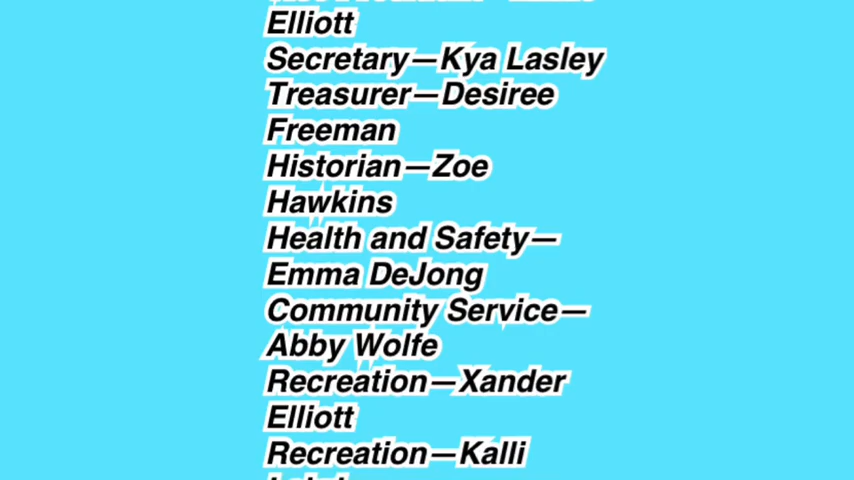 Elliott
Secretary—Kya Lasley
Treasurer—Desiree
Freeman
Historian—Zoe
Hawkins
Health and Safety—
Emma DeJong
Community Service—
Abby Wolfe
Recreation—Xander
Elliott
Recreation—Kalli